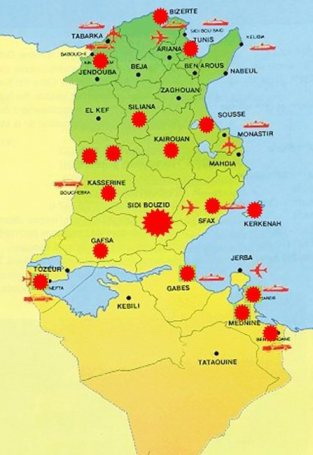 BIZERTE
TABARKA
SIDI BOU SAID
TUNIS
ARIANA
KELIBIA
JENDOUBA
BEJA
BEN AROUS
NABEUL
ZAGHOUAN
EL KEF
SILIANA
SOUSSE
MONASTIR
KAIROUAN
MAHDIA
KASSERINE
BOUCHEBKA
SIDI BOUZID
SFAX
KERKENAH
GAFSA
TOZEUR
JERBA
NEFTA
GABES
KEBILI
MEDNINE
TATAOUINE